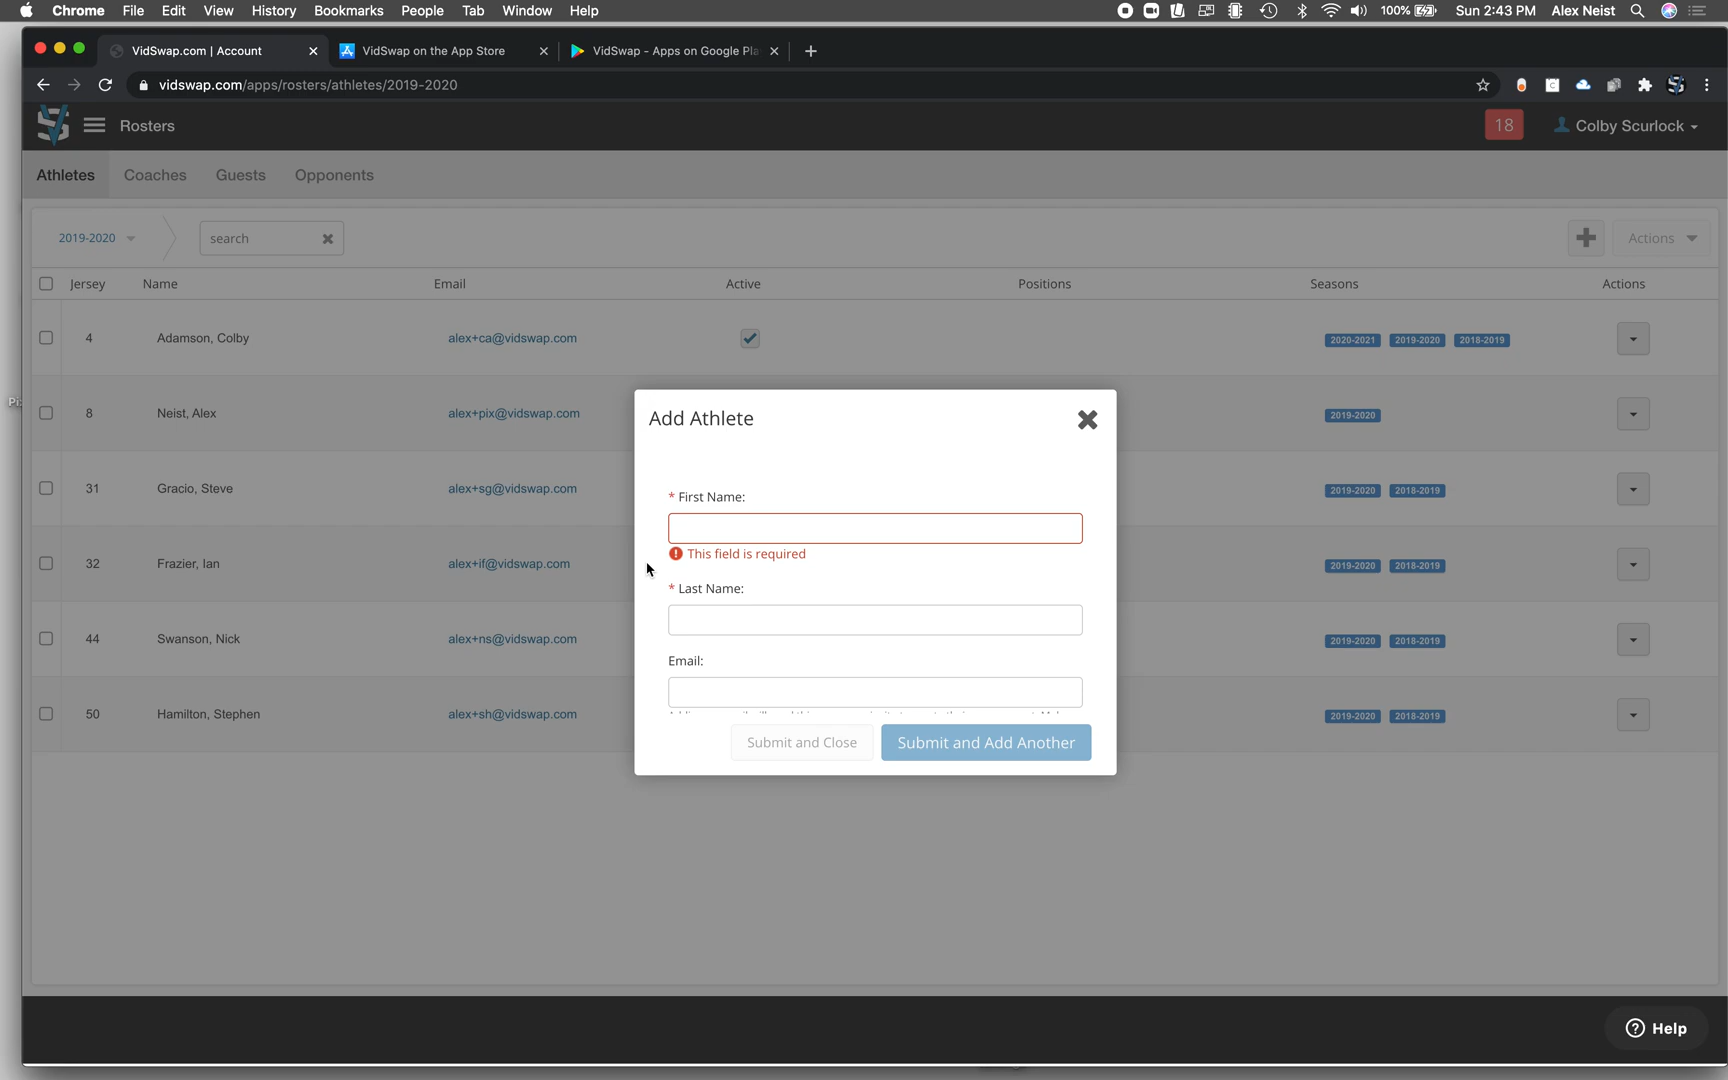 Chrome File Edit View History Bookmarks People Tab Window Help 100% Sun 2:43 PM Alex Neist
VidSwap.com | Account VidSwap on the App Store VidSwap - Apps on Google Pla
vidswap.com/apps/rosters/athletes/2019-2020
Rosters 18 Colby Scurlock
Athletes Coaches Guests Opponents
2019-2020 search Actions
Jersey Name Email Active Positions Seasons Actions
4 Adamson, Colby alex+ca@vidswap.com 2020-2021 2019-2020 2018-2019
8 Neist, Alex alex+pix@vidswap.com 2019-2020
31 Gracio, Steve alex+sg@vidswap.com 2019-2020 2018-2019
32 Frazier, Ian alex+if@vidswap.com 2019-2020 2018-2019
44 Swanson, Nick alex+ns@vidswap.com 2019-2020 2018-2019
50 Hamilton, Stephen alex+sh@vidswap.com 2019-2020 2018-2019
Add Athlete
* First Name:
This field is required
* Last Name:
Email:
Submit and Close Submit and Add Another
Help